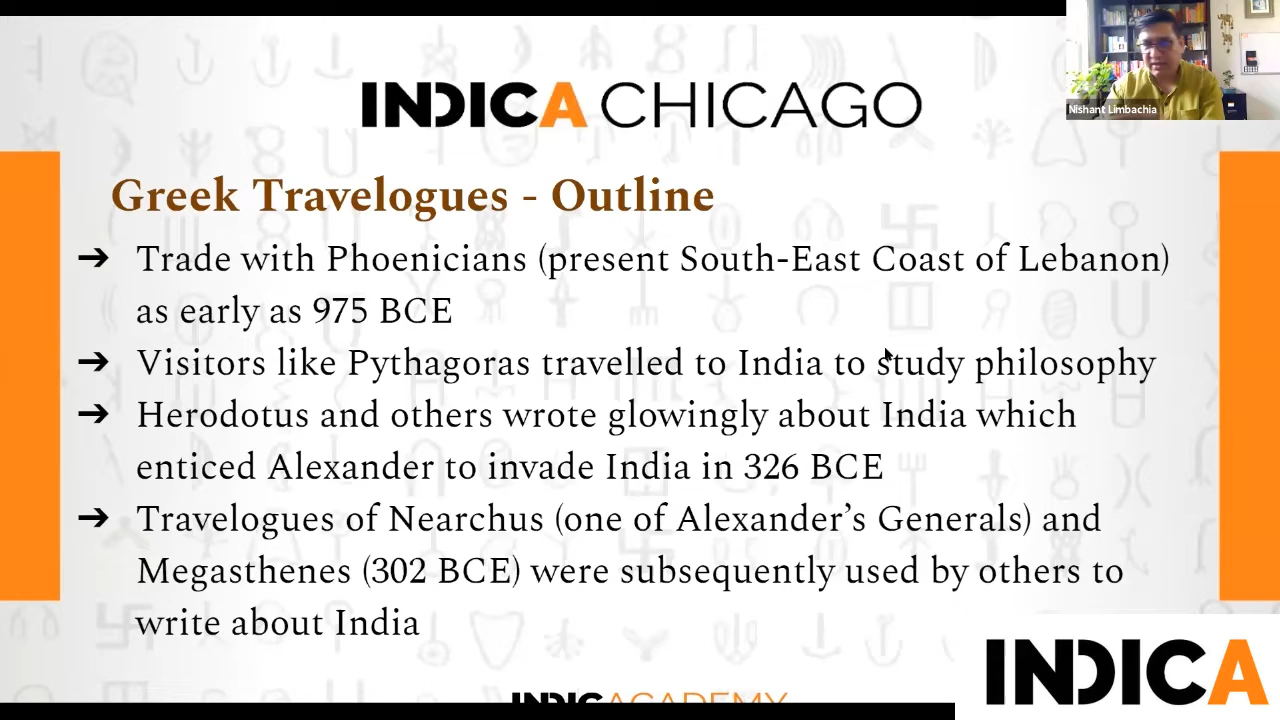 INDICA CHICAGO
Nishant Limbachia
Greek Travelogues - Outline
➔ Trade with Phoenicians (present South-East Coast of Lebanon)
as early as 975 BCE
➔ Visitors like Pythagoras travelled to India to study philosophy
➔ Herodotus and others wrote glowingly about India which
enticed Alexander to invade India in 326 BCE
➔ Travelogues of Nearchus (one of Alexander’s Generals) and
Megasthenes (302 BCE) were subsequently used by others to
write about India
INDICA
INDICACADEMY